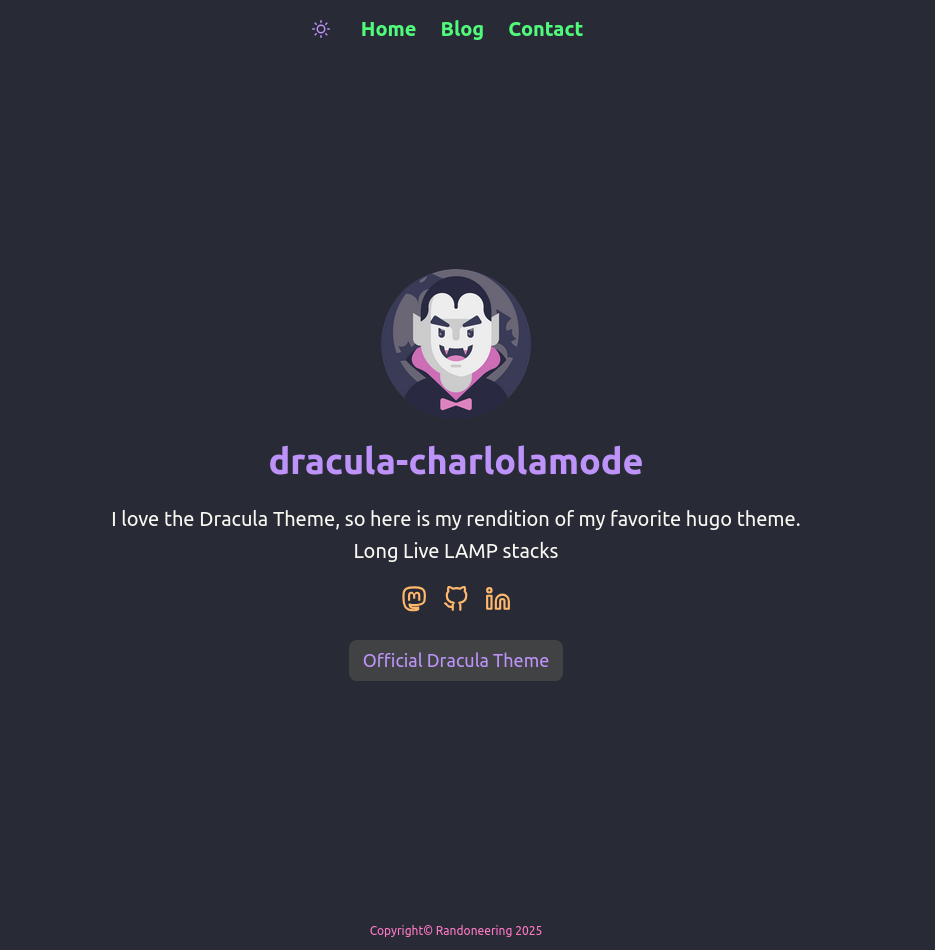 Home Blog Contact
dracula-charlolamode
I love the Dracula Theme, so here is my rendition of my favorite hugo theme.
Long Live LAMP stacks
Official Dracula Theme
Copyright© Randoneering 2025